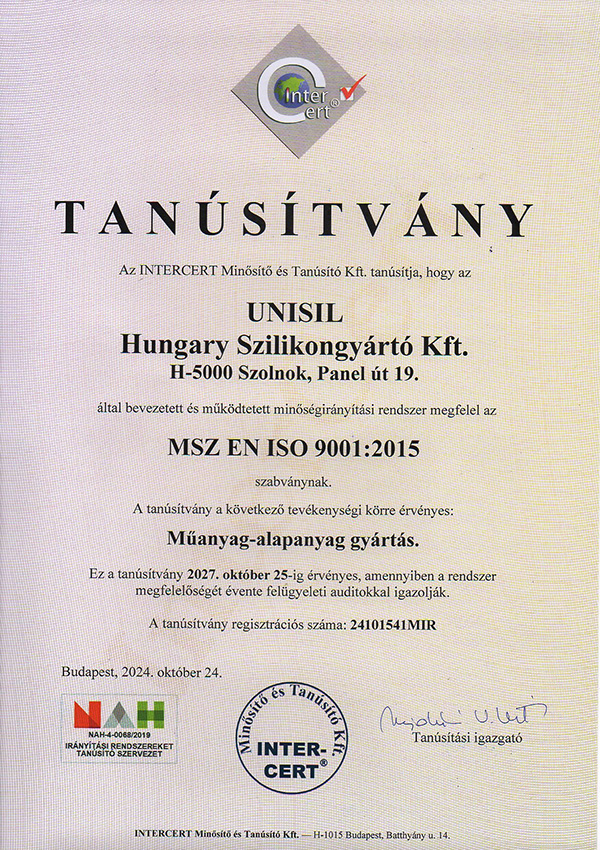 Inter
Cert®
TANÚSÍTVÁNY
Az INTERCERT Minősítő és Tanúsító Kft. tanúsítja, hogy az
UNISIL
Hungary Szilikongyártó Kft.
H-5000 Szolnok, Panel út 19.
által bevezetett és működtetett minőségirányítási rendszer megfelel az
MSZ EN ISO 9001:2015
szabványnak.
A tanúsítvány a következő tevékenységi körre érvényes:
Műanyag-alapanyag gyártás.
Ez a tanúsítvány 2027. október 25-ig érvényes, amennyiben a rendszer
megfelelőségét évente felügyeleti auditokkal igazolják.
A tanúsítvány regisztrációs száma: 24101541MIR
Budapest, 2024. október 24.
NAH
NAH-4-0068/2019
IRÁNYÍTÁSI RENDSZEREKET
TANÚSÍTÓ SZERVEZET
Minősítő és Tanúsító Kft.
INTER-
CERT®
Tanúsítási igazgató
INTERCERT Minősítő és Tanúsító Kft. — H-1015 Budapest, Batthyány u. 14.